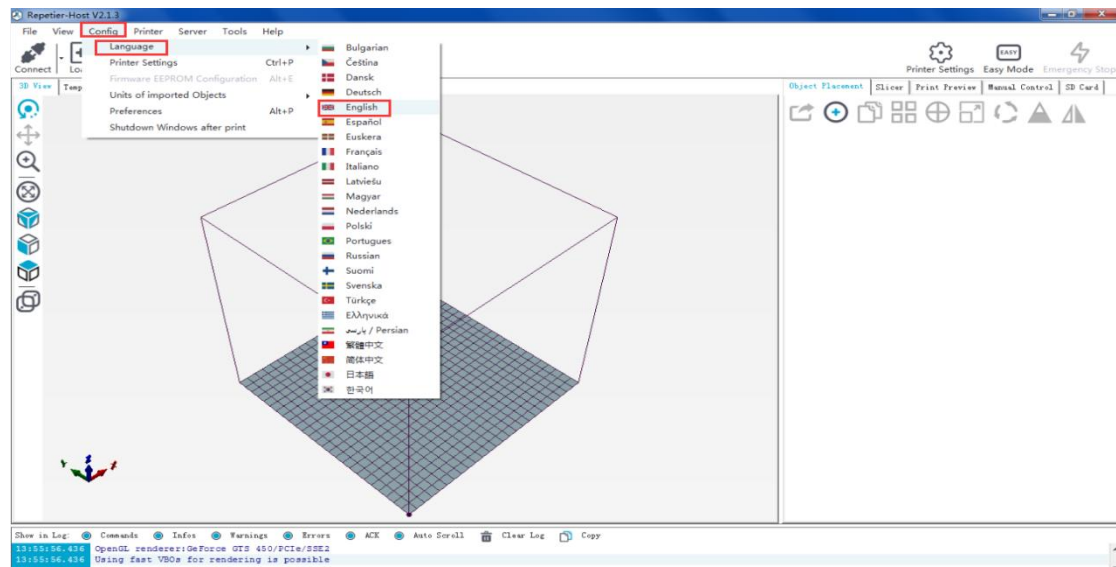 Repetier-Host V2.1.3
File View Config Printer Server Tools Help
Connect
Printer Settings Easy Mode Emergency Stop
Language
Printer Settings Ctrl+P
Firmware EEPROM Configuration Alt+E
Units of imported Objects
Preferences Alt+P
Shutdown Windows after print
Bulgarian
Čeština
Dansk
Deutsch
English
Español
Euskera
Français
Italiano
Latviešu
Magyar
Nederlands
Polski
Portugues
Russian
Suomi
Svenska
Türkçe
Ελληνικά
پارسی / Persian
繁體中文
简体中文
日本語
한국어
3D View
Object Placement Slicer Print Preview Manual Control SD Card
Show in Log: Commands Infos Warnings Errors ACK Auto Scroll Clear Log Copy
13:55:56.436 OpenGL renderer:GeForce GTS 450/PCIe/SSE2
13:55:56.436 Using fast VBOs for rendering is possible